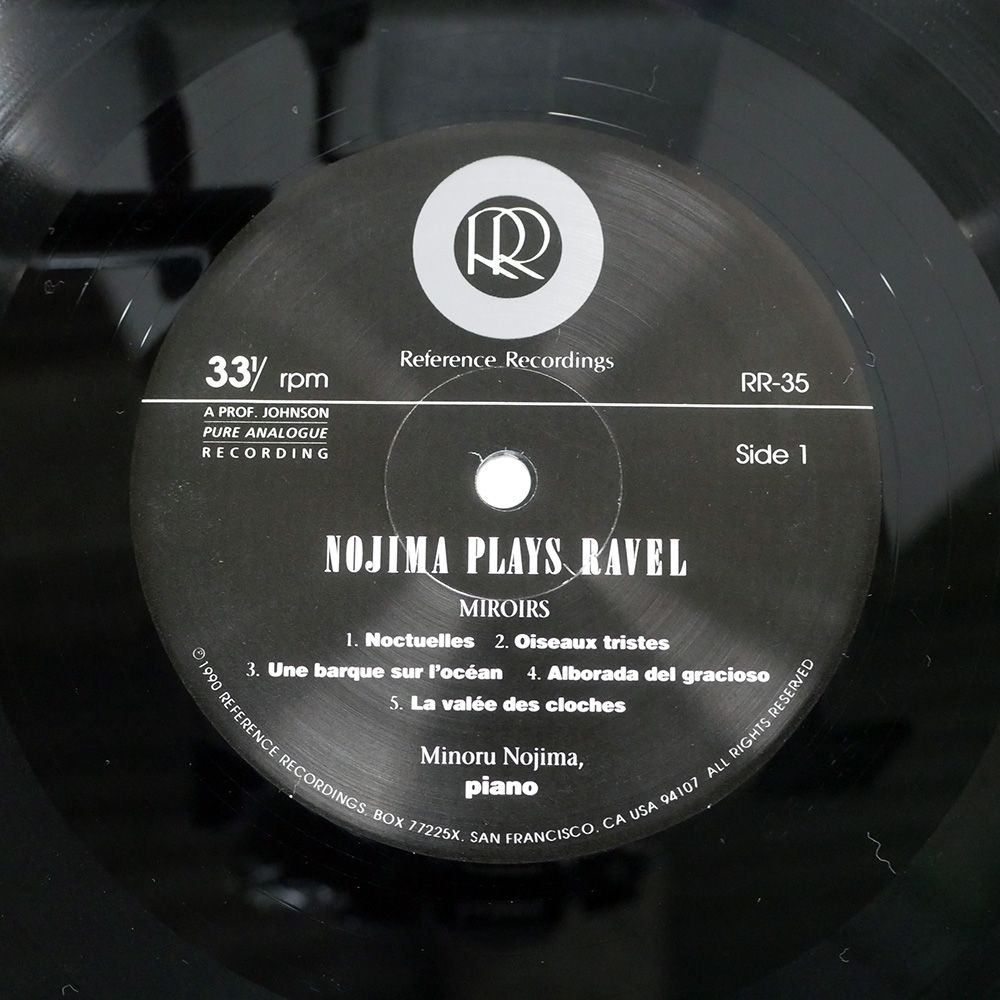 RR
Reference Recordings
33 1/ rpm
RR-35
A PROF. JOHNSON
PURE ANALOGUE
RECORDING
Side 1
NOJIMA PLAYS RAVEL
MIROIRS
1. Noctuelles 2. Oiseaux tristes
3. Une barque sur l'océan 4. Alborada del gracioso
5. La valée des cloches
Minoru Nojima,
piano
©1990 REFERENCE RECORDINGS, BOX 77225X, SAN FRANCISCO, CA USA 94107 ALL RIGHTS RESERVED